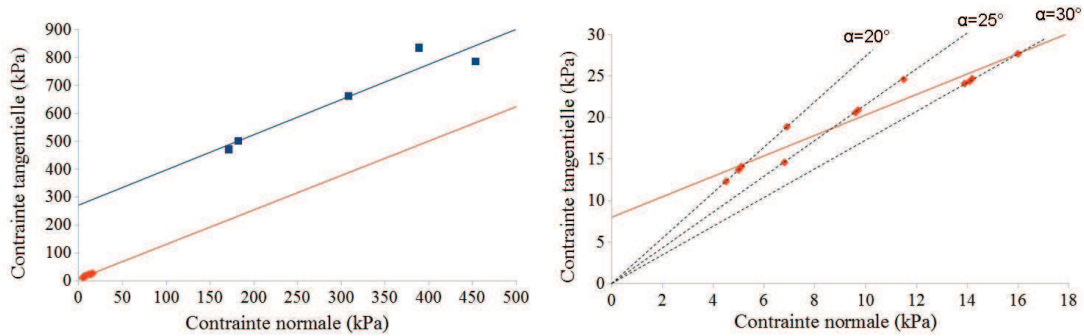 900
800
700
600
500
400
300
200
100
0
Contrainte tangentielle (kPa)
0 50 100 150 200 250 300 350 400 450 500
Contrainte normale (kPa)
α=20°
α=25°
α=30°
30
25
20
15
10
5
0
Contrainte tangentielle (kPa)
0 2 4 6 8 10 12 14 16 18
Contrainte normale (kPa)